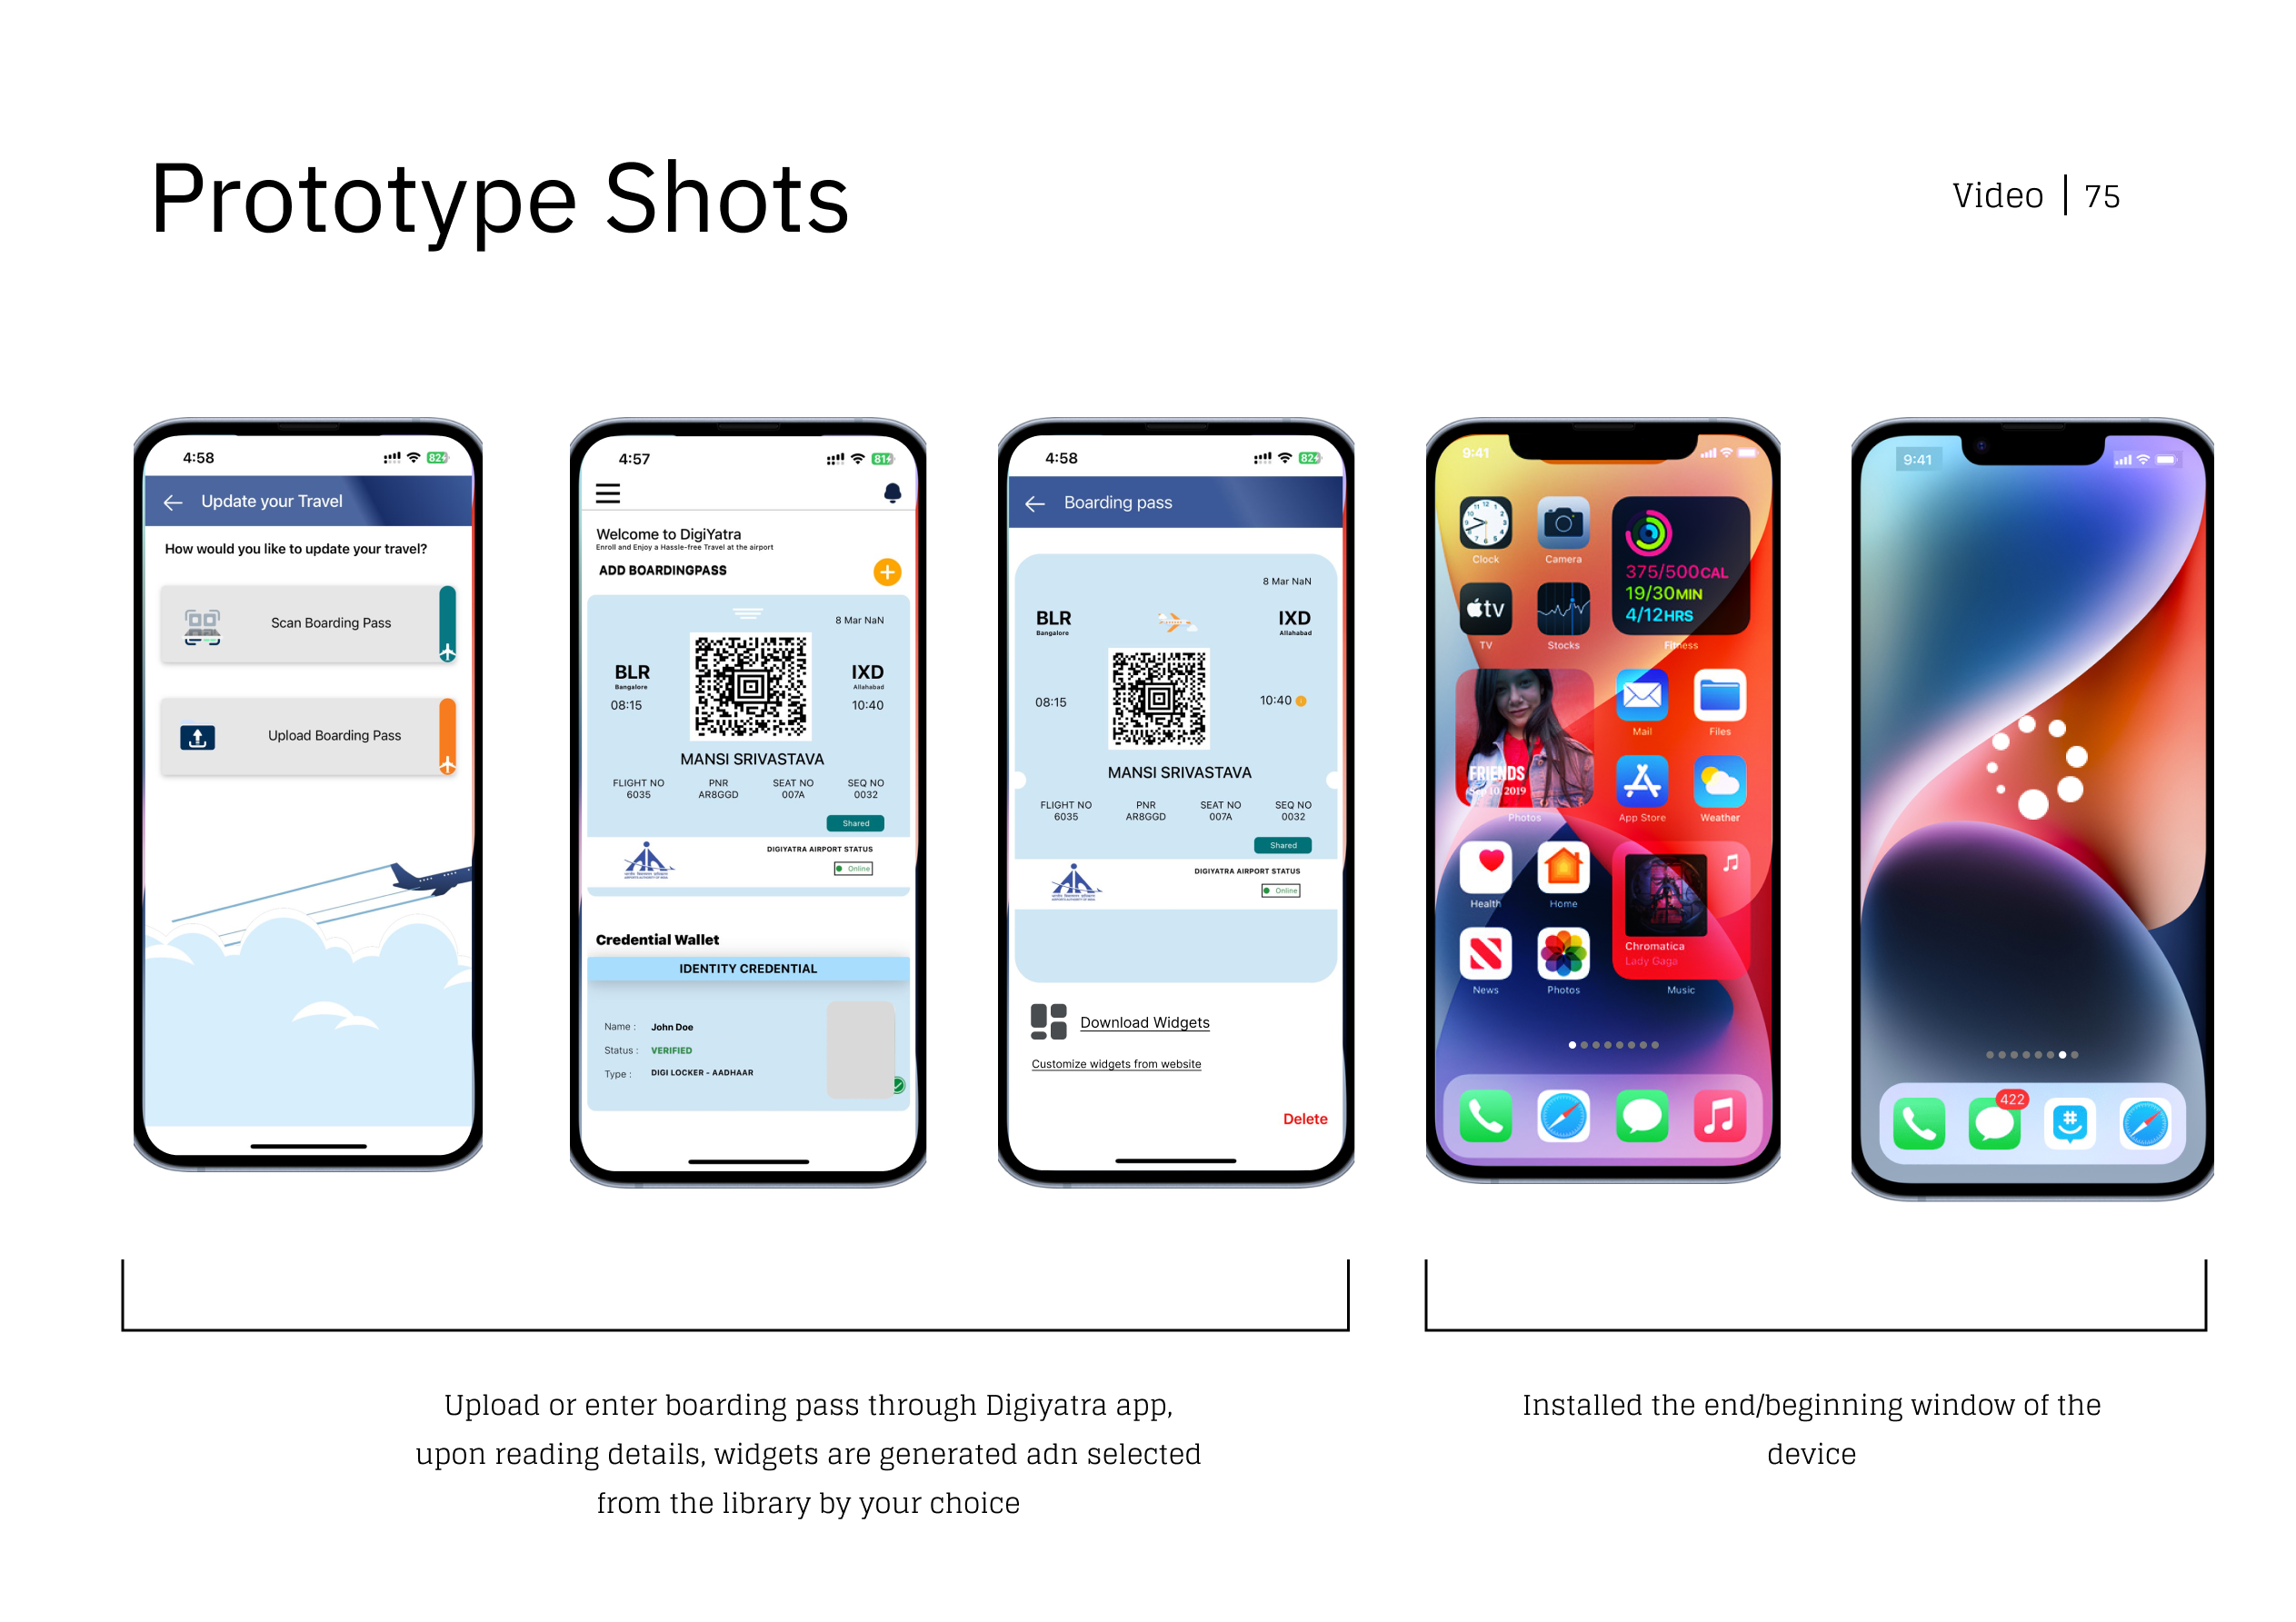 Prototype Shots
Video | 75
4:58
82
Update your Travel
How would you like to update your travel?
Scan Boarding Pass
Upload Boarding Pass
4:57
81
Welcome to DigiYatra
Enroll and Enjoy a Hassle-free Travel at the airport
ADD BOARDINGPASS
8 Mar NaN
BLR
IXD
Bangalore
Allahabad
08:15
10:40
MANSI SRIVASTAVA
FLIGHT NO PNR SEAT NO SEQ NO
6035 AR8GGD 007A 0032
Shared
DIGIYATRA AIRPORT STATUS
Online
Credential Wallet
IDENTITY CREDENTIAL
Name : John Doe
Status : VERIFIED
Type : DIGI LOCKER - AADHAAR
4:58
82
Boarding pass
8 Mar NaN
BLR
IXD
Bangalore
Allahabad
08:15
10:40
MANSI SRIVASTAVA
FLIGHT NO PNR SEAT NO SEQ NO
6035 AR8GGD 007A 0032
Shared
DIGIYATRA AIRPORT STATUS
Online
Download Widgets
Customize widgets from website
Delete
9:41
Clock Camera
375/500CAL
19/30MIN
4/12HRS
tv
TV Stocks Fitness
FRIENDS
Sep 10, 2019
Mail Files
Photos App Store Weather
Health Home
Chromatica
Lady Gaga
News Photos Music
9:41
422
Upload or enter boarding pass through Digiyatra app,
upon reading details, widgets are generated adn selected
from the library by your choice
Installed the end/beginning window of the
device